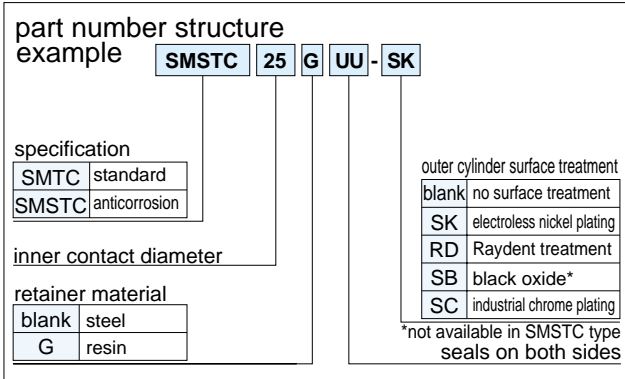 part number structure
example
SMSTC 25 G UU - SK
specification
SMTC standard
SMSTC anticorrosion
inner contact diameter
retainer material
blank steel
G resin
outer cylinder surface treatment
blank no surface treatment
SK electroless nickel plating
RD Raydent treatment
SB black oxide*
SC industrial chrome plating
*not available in SMSTC type
seals on both sides